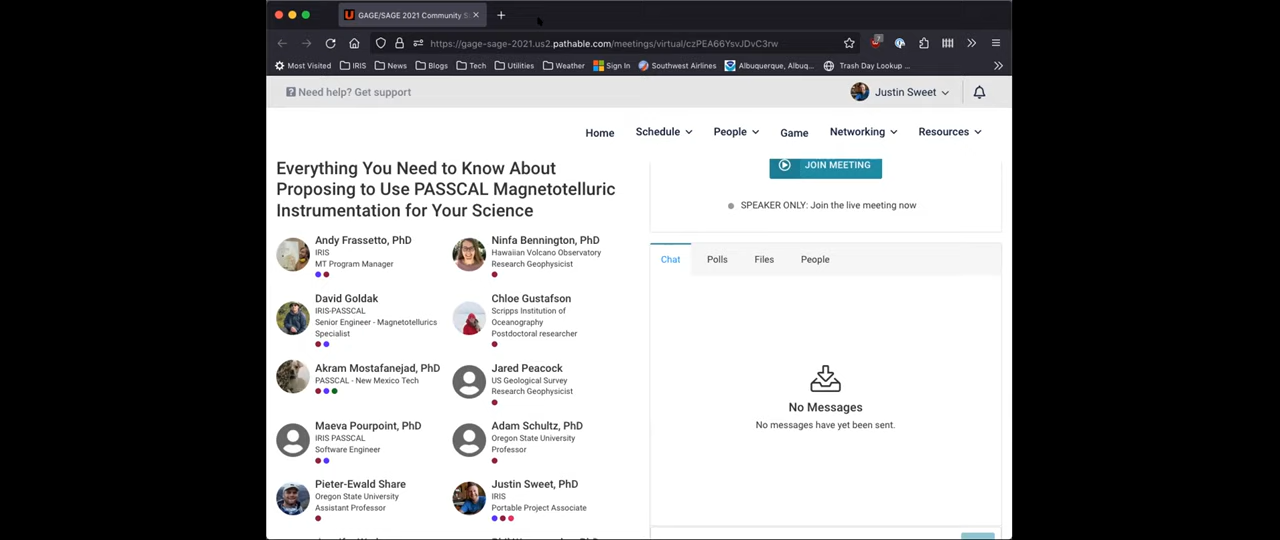 GAGE/SAGE 2021 Community S
https://gage-sage-2021.us2.pathable.com/meetings/virtual/czPEA66YsvJDvC3rw
Most Visited IRIS News Blogs Tech Utilities Weather Sign In Southwest Airlines Albuquerque, Albuq... Trash Day Lookup ...
Need help? Get support
Justin Sweet
Home Schedule People Game Networking Resources
Everything You Need to Know About
Proposing to Use PASSCAL Magnetotelluric
Instrumentation for Your Science
Andy Frassetto, PhD
IRIS
MT Program Manager
Ninfa Bennington, PhD
Hawaiian Volcano Observatory
Research Geophysicist
David Goldak
IRIS-PASSCAL
Senior Engineer - Magnetotellurics
Specialist
Chloe Gustafson
Scripps Institution of
Oceanography
Postdoctoral researcher
Akram Mostafanejad, PhD
PASSCAL - New Mexico Tech
Jared Peacock
US Geological Survey
Research Geophysicist
Maeva Pourpoint, PhD
IRIS PASSCAL
Software Engineer
Adam Schultz, PhD
Oregon State University
Professor
Pieter-Ewald Share
Oregon State University
Assistant Professor
Justin Sweet, PhD
IRIS
Portable Project Associate
JOIN MEETING
SPEAKER ONLY: Join the live meeting now
Chat Polls Files People
No Messages
No messages have yet been sent.